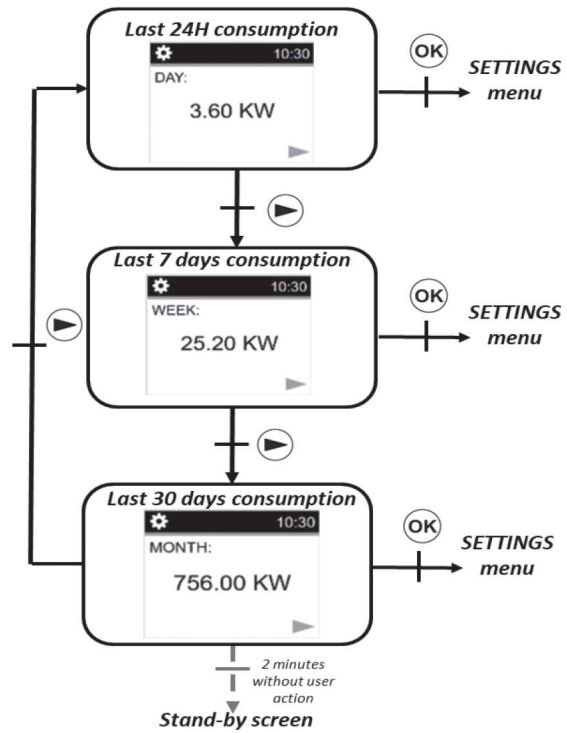 Last 24H consumption
10:30
DAY:
3.60 KW
OK
SETTINGS
menu
Last 7 days consumption
10:30
WEEK:
25.20 KW
OK
SETTINGS
menu
Last 30 days consumption
10:30
MONTH:
756.00 KW
OK
SETTINGS
menu
2 minutes
without user
action
Stand-by screen